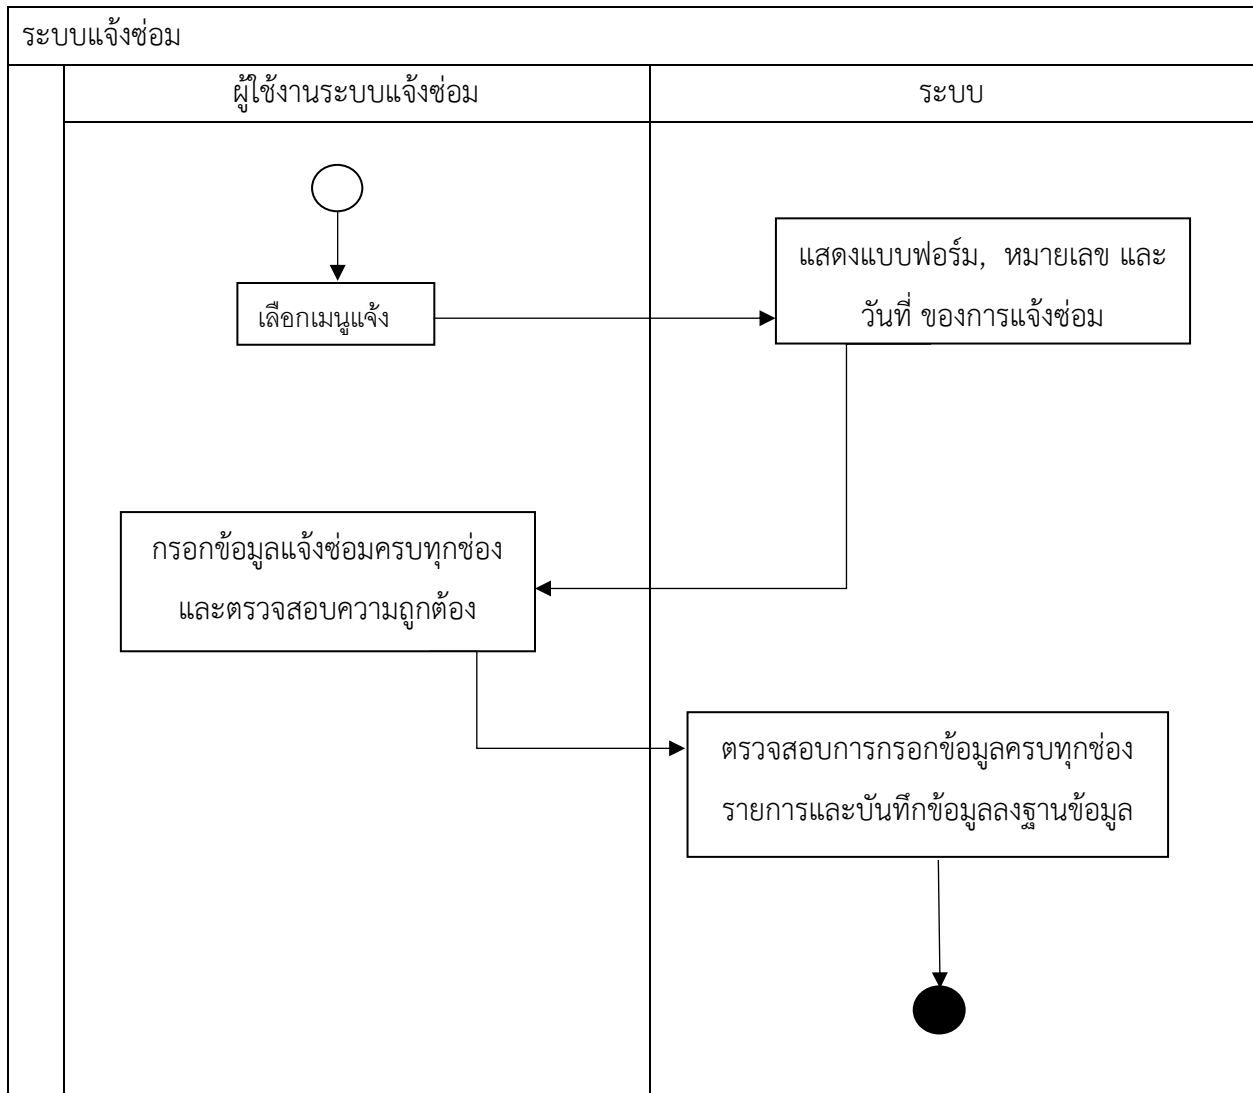 ระบบแจ้งซ่อม
ผู้ใช้งานระบบแจ้งซ่อม
ระบบ
แสดงแบบฟอร์ม, หมายเลข และ
วันที่ ของการแจ้งซ่อม
เลือกเมนูแจ้ง
กรอกข้อมูลแจ้งซ่อมครบทุกช่อง
และตรวจสอบความถูกต้อง
ตรวจสอบการกรอกข้อมูลครบทุกช่อง
รายการและบันทึกข้อมูลลงฐานข้อมูล